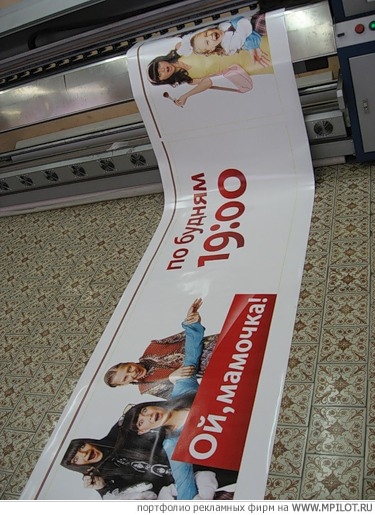 по будням
19:00
Ой, мамочка!
портфолио рекламных фирм на WWW.MPILOT.RU